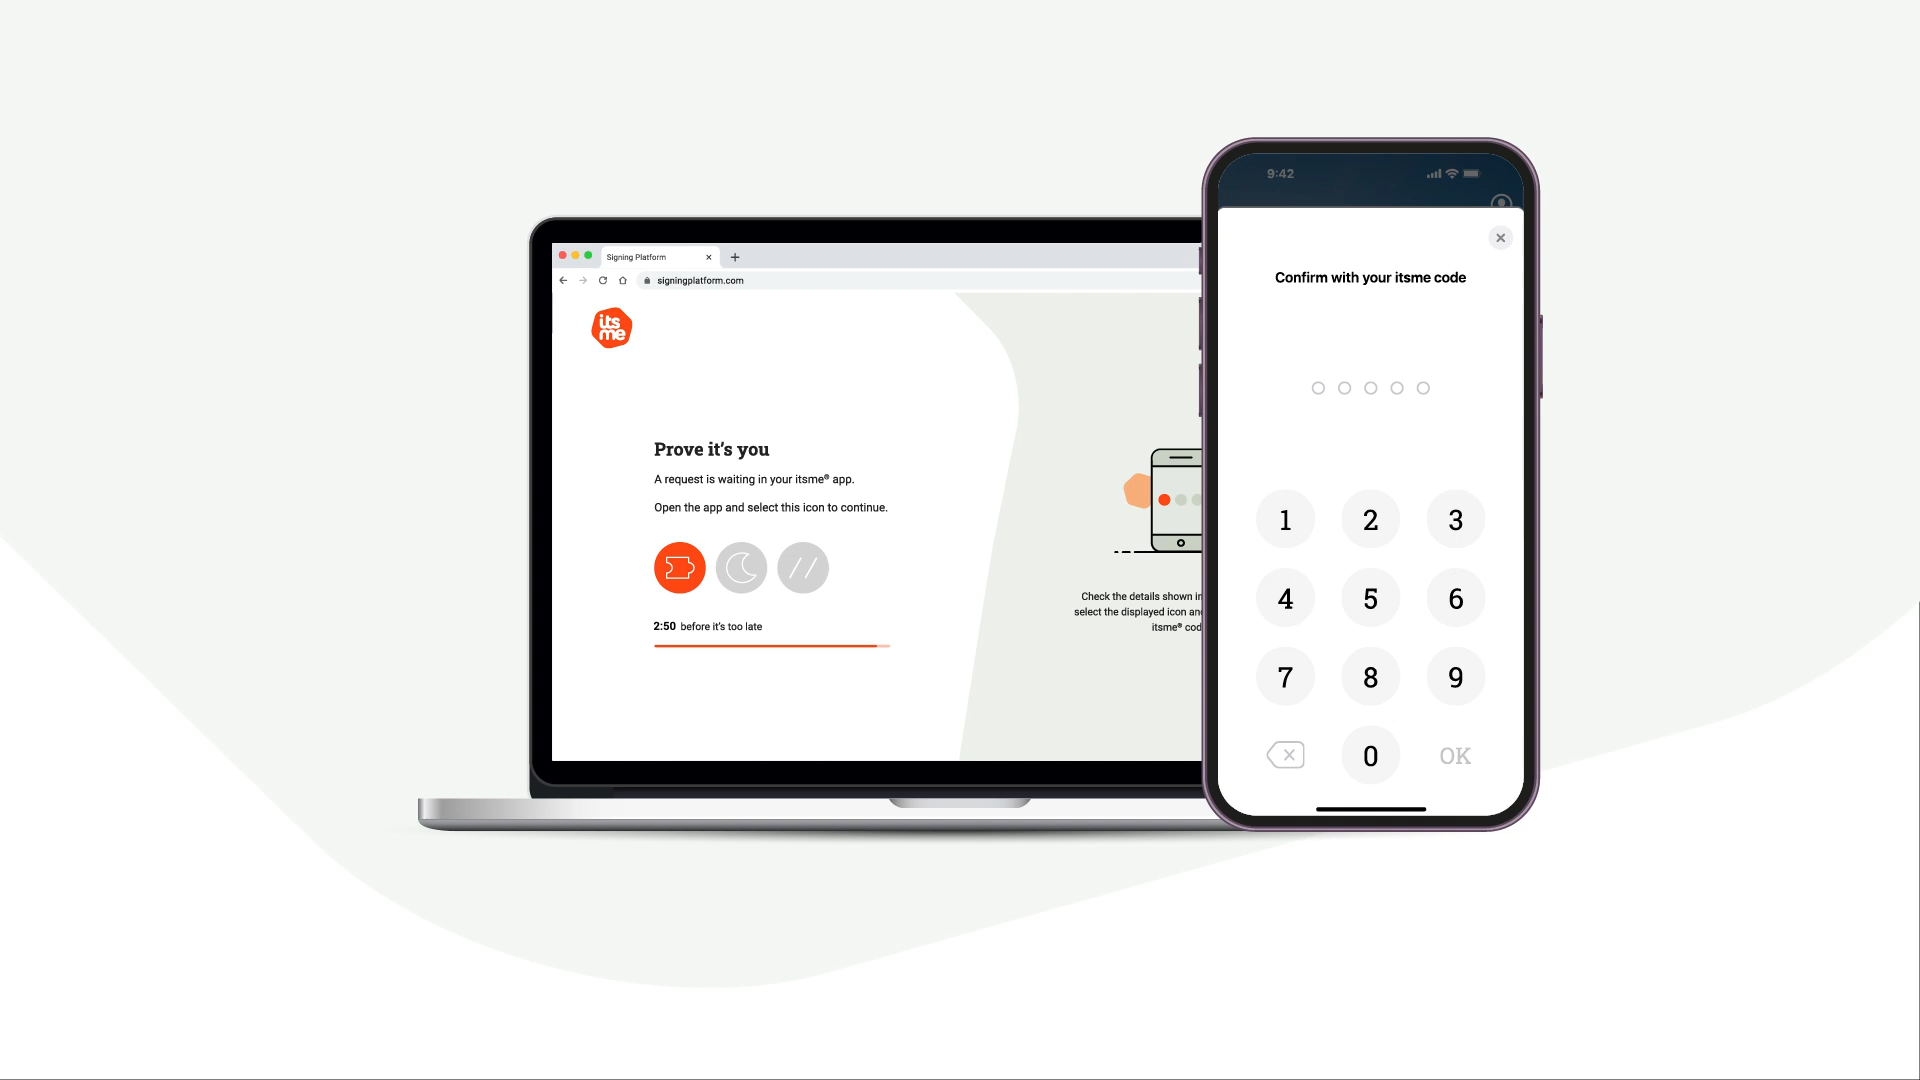 Signing Platform
signingplatform.com
its
me
Prove it's you
A request is waiting in your itsme® app.
Open the app and select this icon to continue.
2:50 before it's too late
Check the details shown in
select the displayed icon and
itsme® cod
9:42
Confirm with your itsme code
1 2 3
4 5 6
7 8 9
0 OK